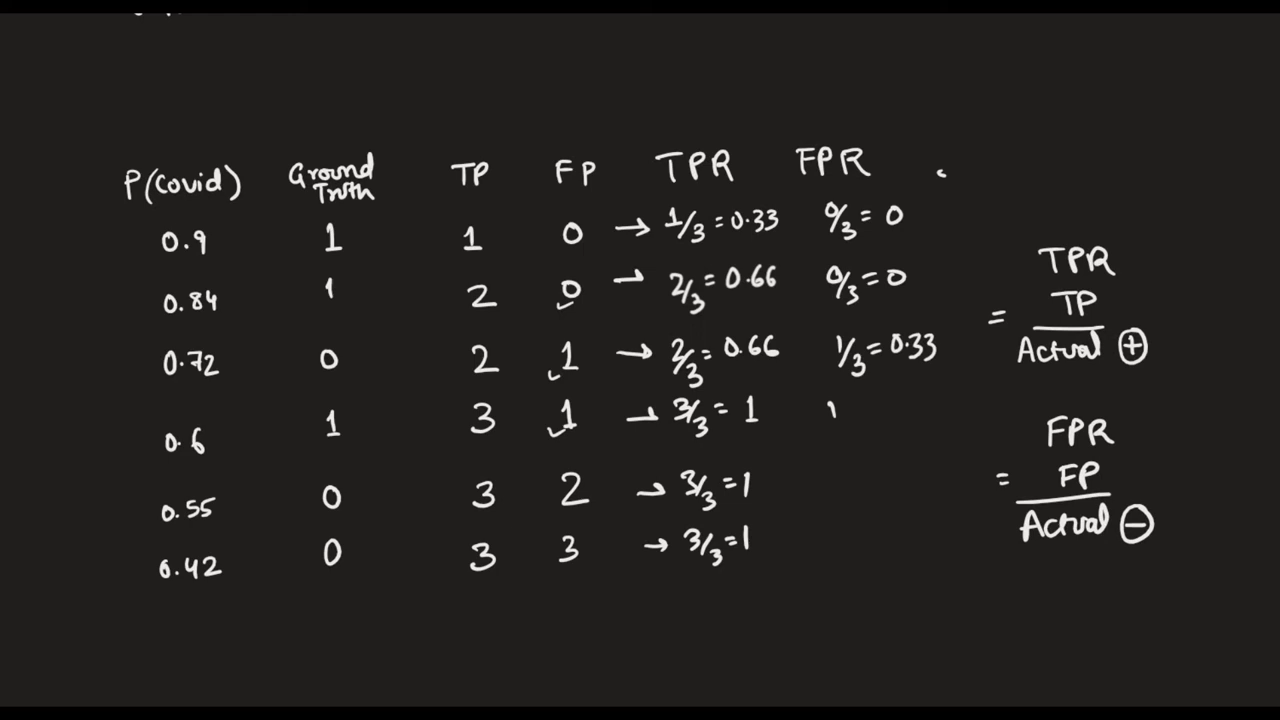 P(Covid) Ground Truth TP FP TPR FPR
0.9 1 1 0 → 1/3 = 0.33 0/3 = 0
0.84 1 2 0 → 2/3 = 0.66 0/3 = 0
0.72 0 2 1 → 2/3 = 0.66 1/3 = 0.33
0.6 1 3 1 → 3/3 = 1
0.55 0 3 2 → 3/3 = 1
0.42 0 3 3 → 3/3 = 1
TPR
= TP
Actual +
FPR
= FP
Actual -